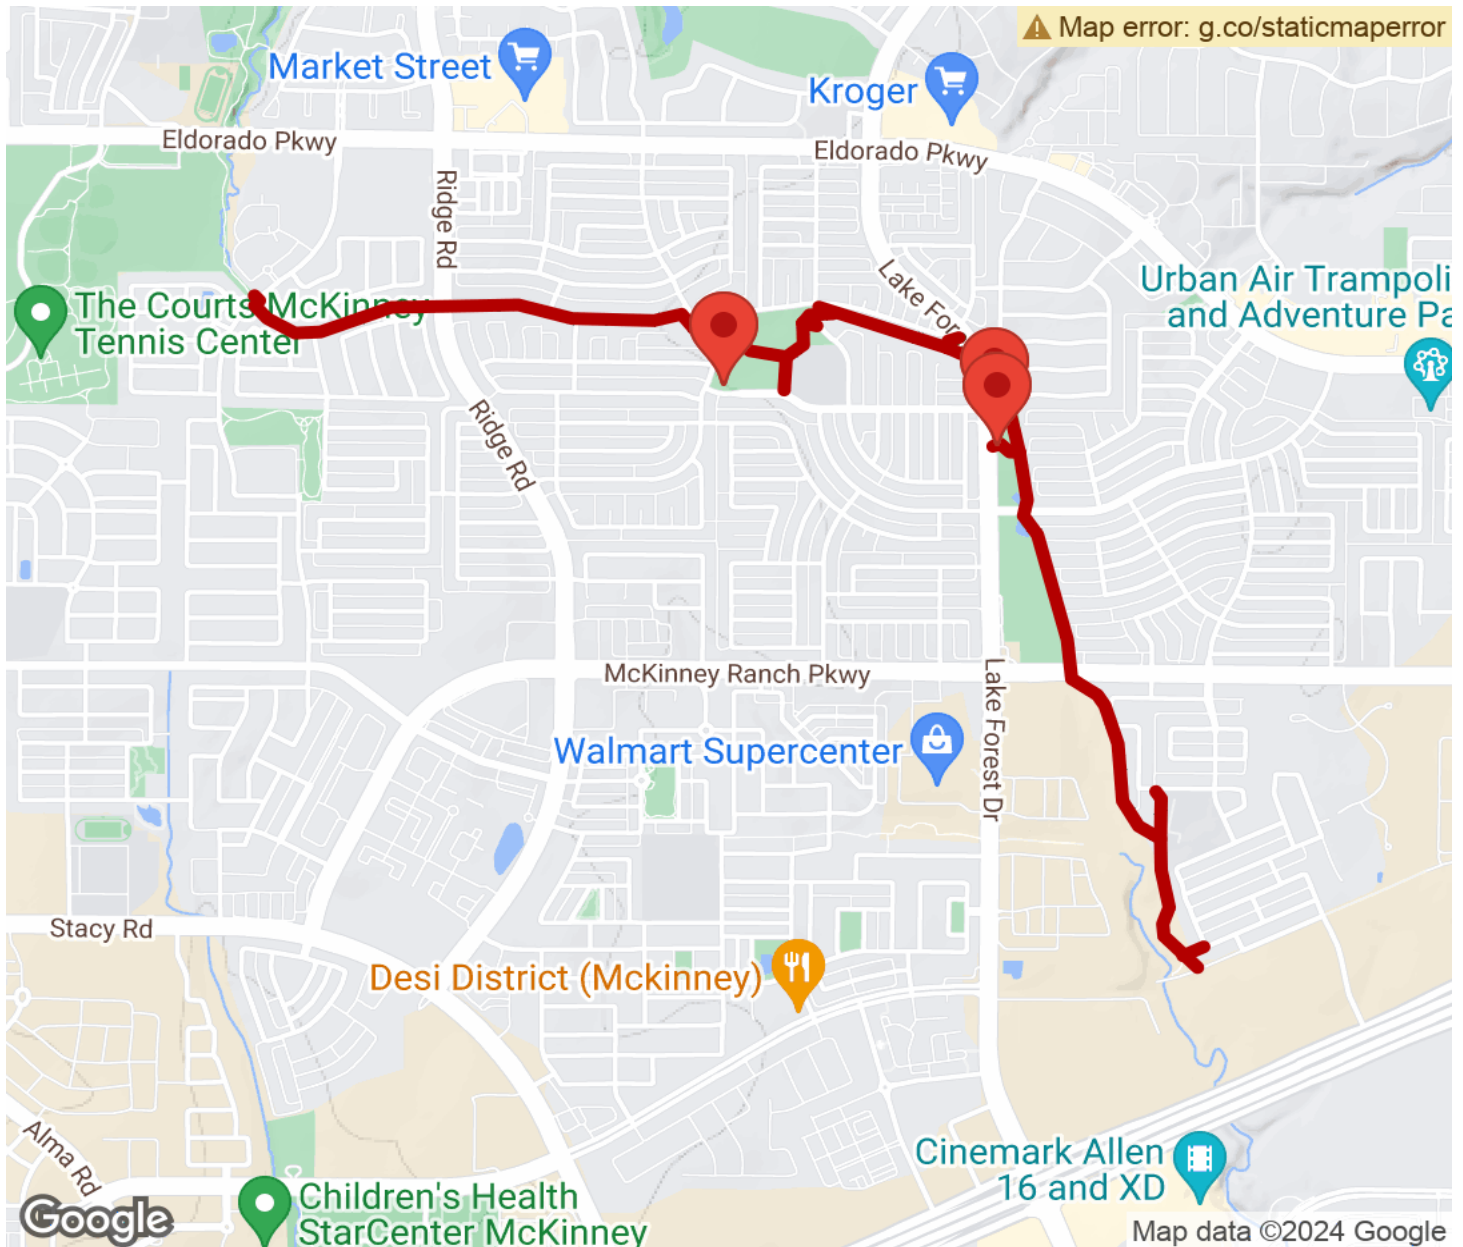 Map error: g.co/staticmaperror
Market Street
Kroger
Eldorado Pkwy
Eldorado Pkwy
Ridge Rd
Lake For
Urban Air Trampoli
and Adventure Pa
The Courts McKinney
Tennis Center
Ridge Rd
McKinney Ranch Pkwy
Lake Forest Dr
Walmart Supercenter
Stacy Rd
Desi District (Mckinney)
Alma Rd
Cinemark Allen
16 and XD
Children's Health
StarCenter McKinney
Google
Map data ©2024 Google